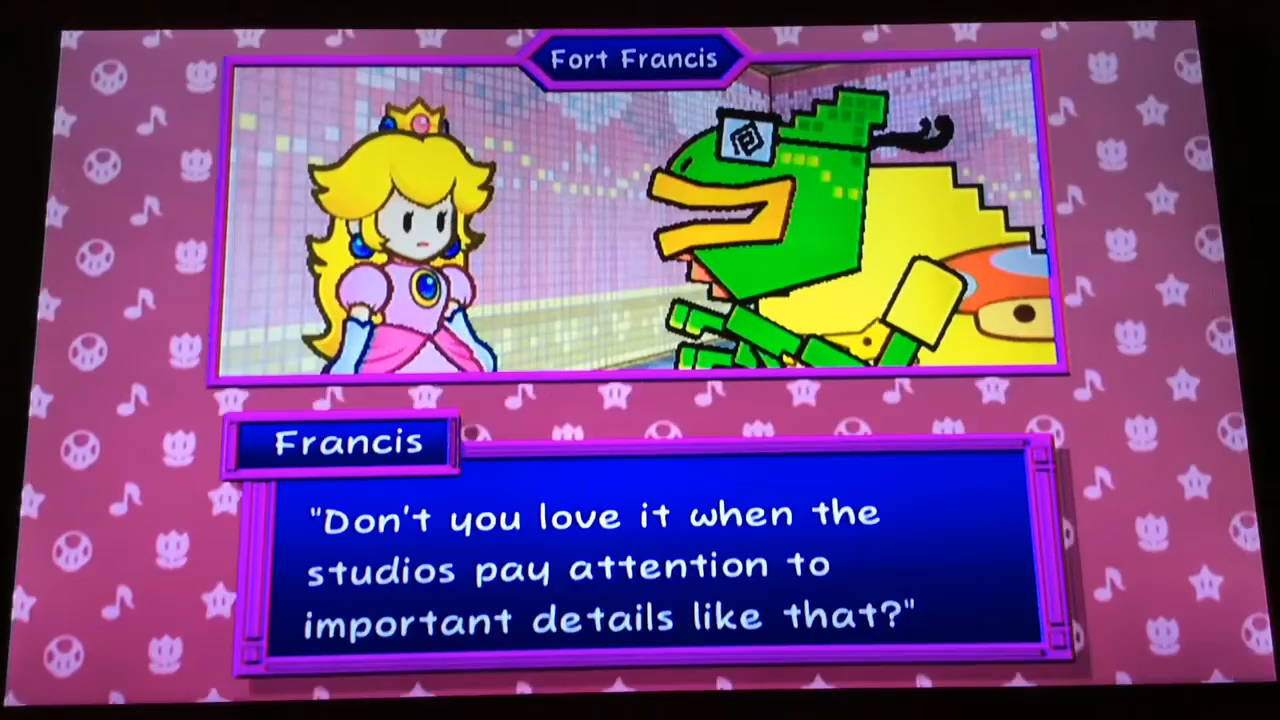 Fort Francis
Francis
"Don't you love it when the
studios pay attention to
important details like that?"